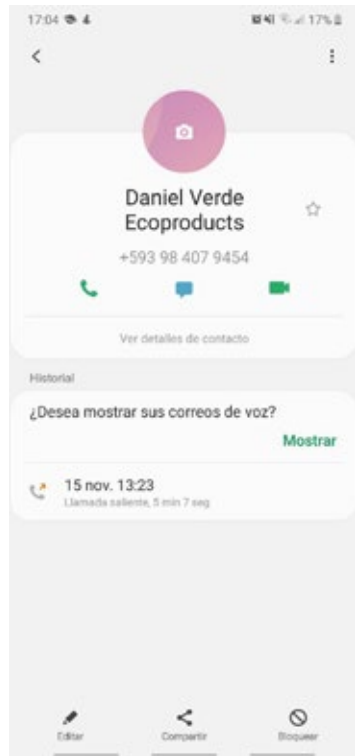 17:04
17%
Daniel Verde
Ecoproducts
+593 98 407 9454
Ver detalles de contacto
Historial
¿Desea mostrar sus correos de voz?
Mostrar
15 nov. 13:23
Llamada saliente, 5 min 7 seg
Editar Compartir Bloquear